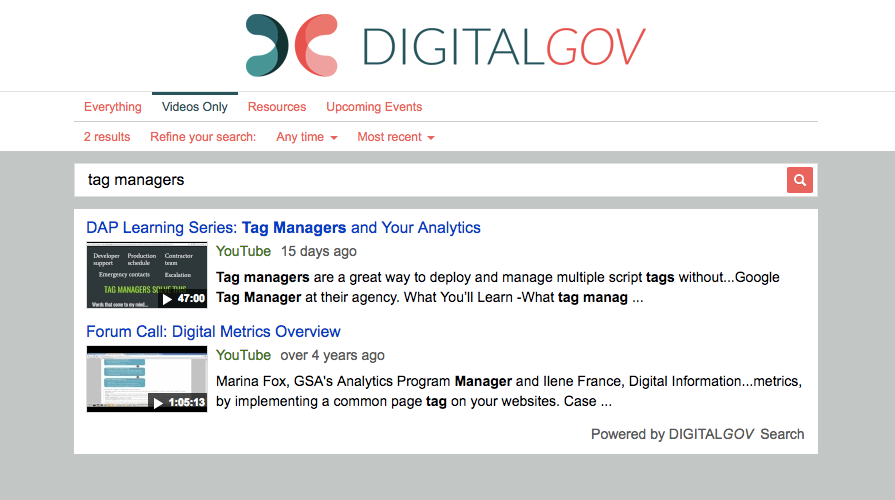 DIGITALGOV
Everything Videos Only Resources Upcoming Events
2 results Refine your search: Any time Most recent
tag managers
DAP Learning Series: Tag Managers and Your Analytics
Developer support Production schedule Contractor team
Emergency contacts Escalation
TAG MANAGERS SOLVE THIS
Words that come to my mind...
47:00
YouTube 15 days ago
Tag managers are a great way to deploy and manage multiple script tags without...Google
Tag Manager at their agency. What You'll Learn -What tag manag ...
Forum Call: Digital Metrics Overview
1:05:13
YouTube over 4 years ago
Marina Fox, GSA's Analytics Program Manager and Ilene France, Digital Information...metrics,
by implementing a common page tag on your websites. Case ...
Powered by DIGITALGOV Search